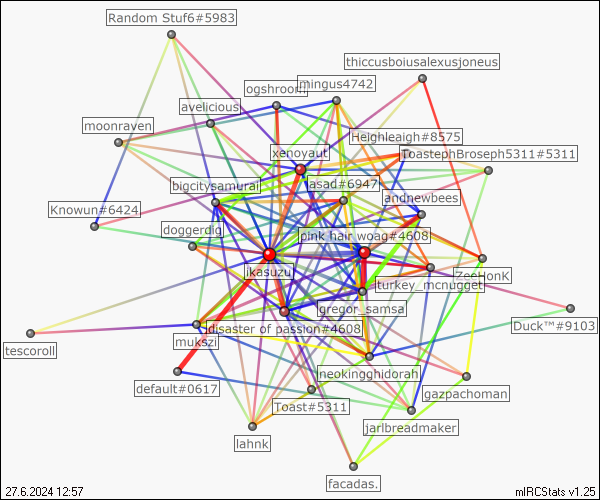 Random Stuf6#5983
thiccusboiusalexusjoneus
ogshroom
mingus4742
avelicious
moonraven
Heighleaigh#8575
xenoyaut
ToastephBroseph5311#5311
bigcitysamurai
asad#6947
andnewbees
Knowun#6424
doggerdig
pink hair woag#4608
ikasuzu
ZeeHonK
turkey_mcnugget
gregor_samsa
Duck™#9103
disaster of passion#4608
mukszi
tescoroll
neokingghidorah
default#0617
gazpachoman
Toast#5311
jarlbreadmaker
lahnk
facadas.
27.6.2024 12:57
mIRCStats v1.25